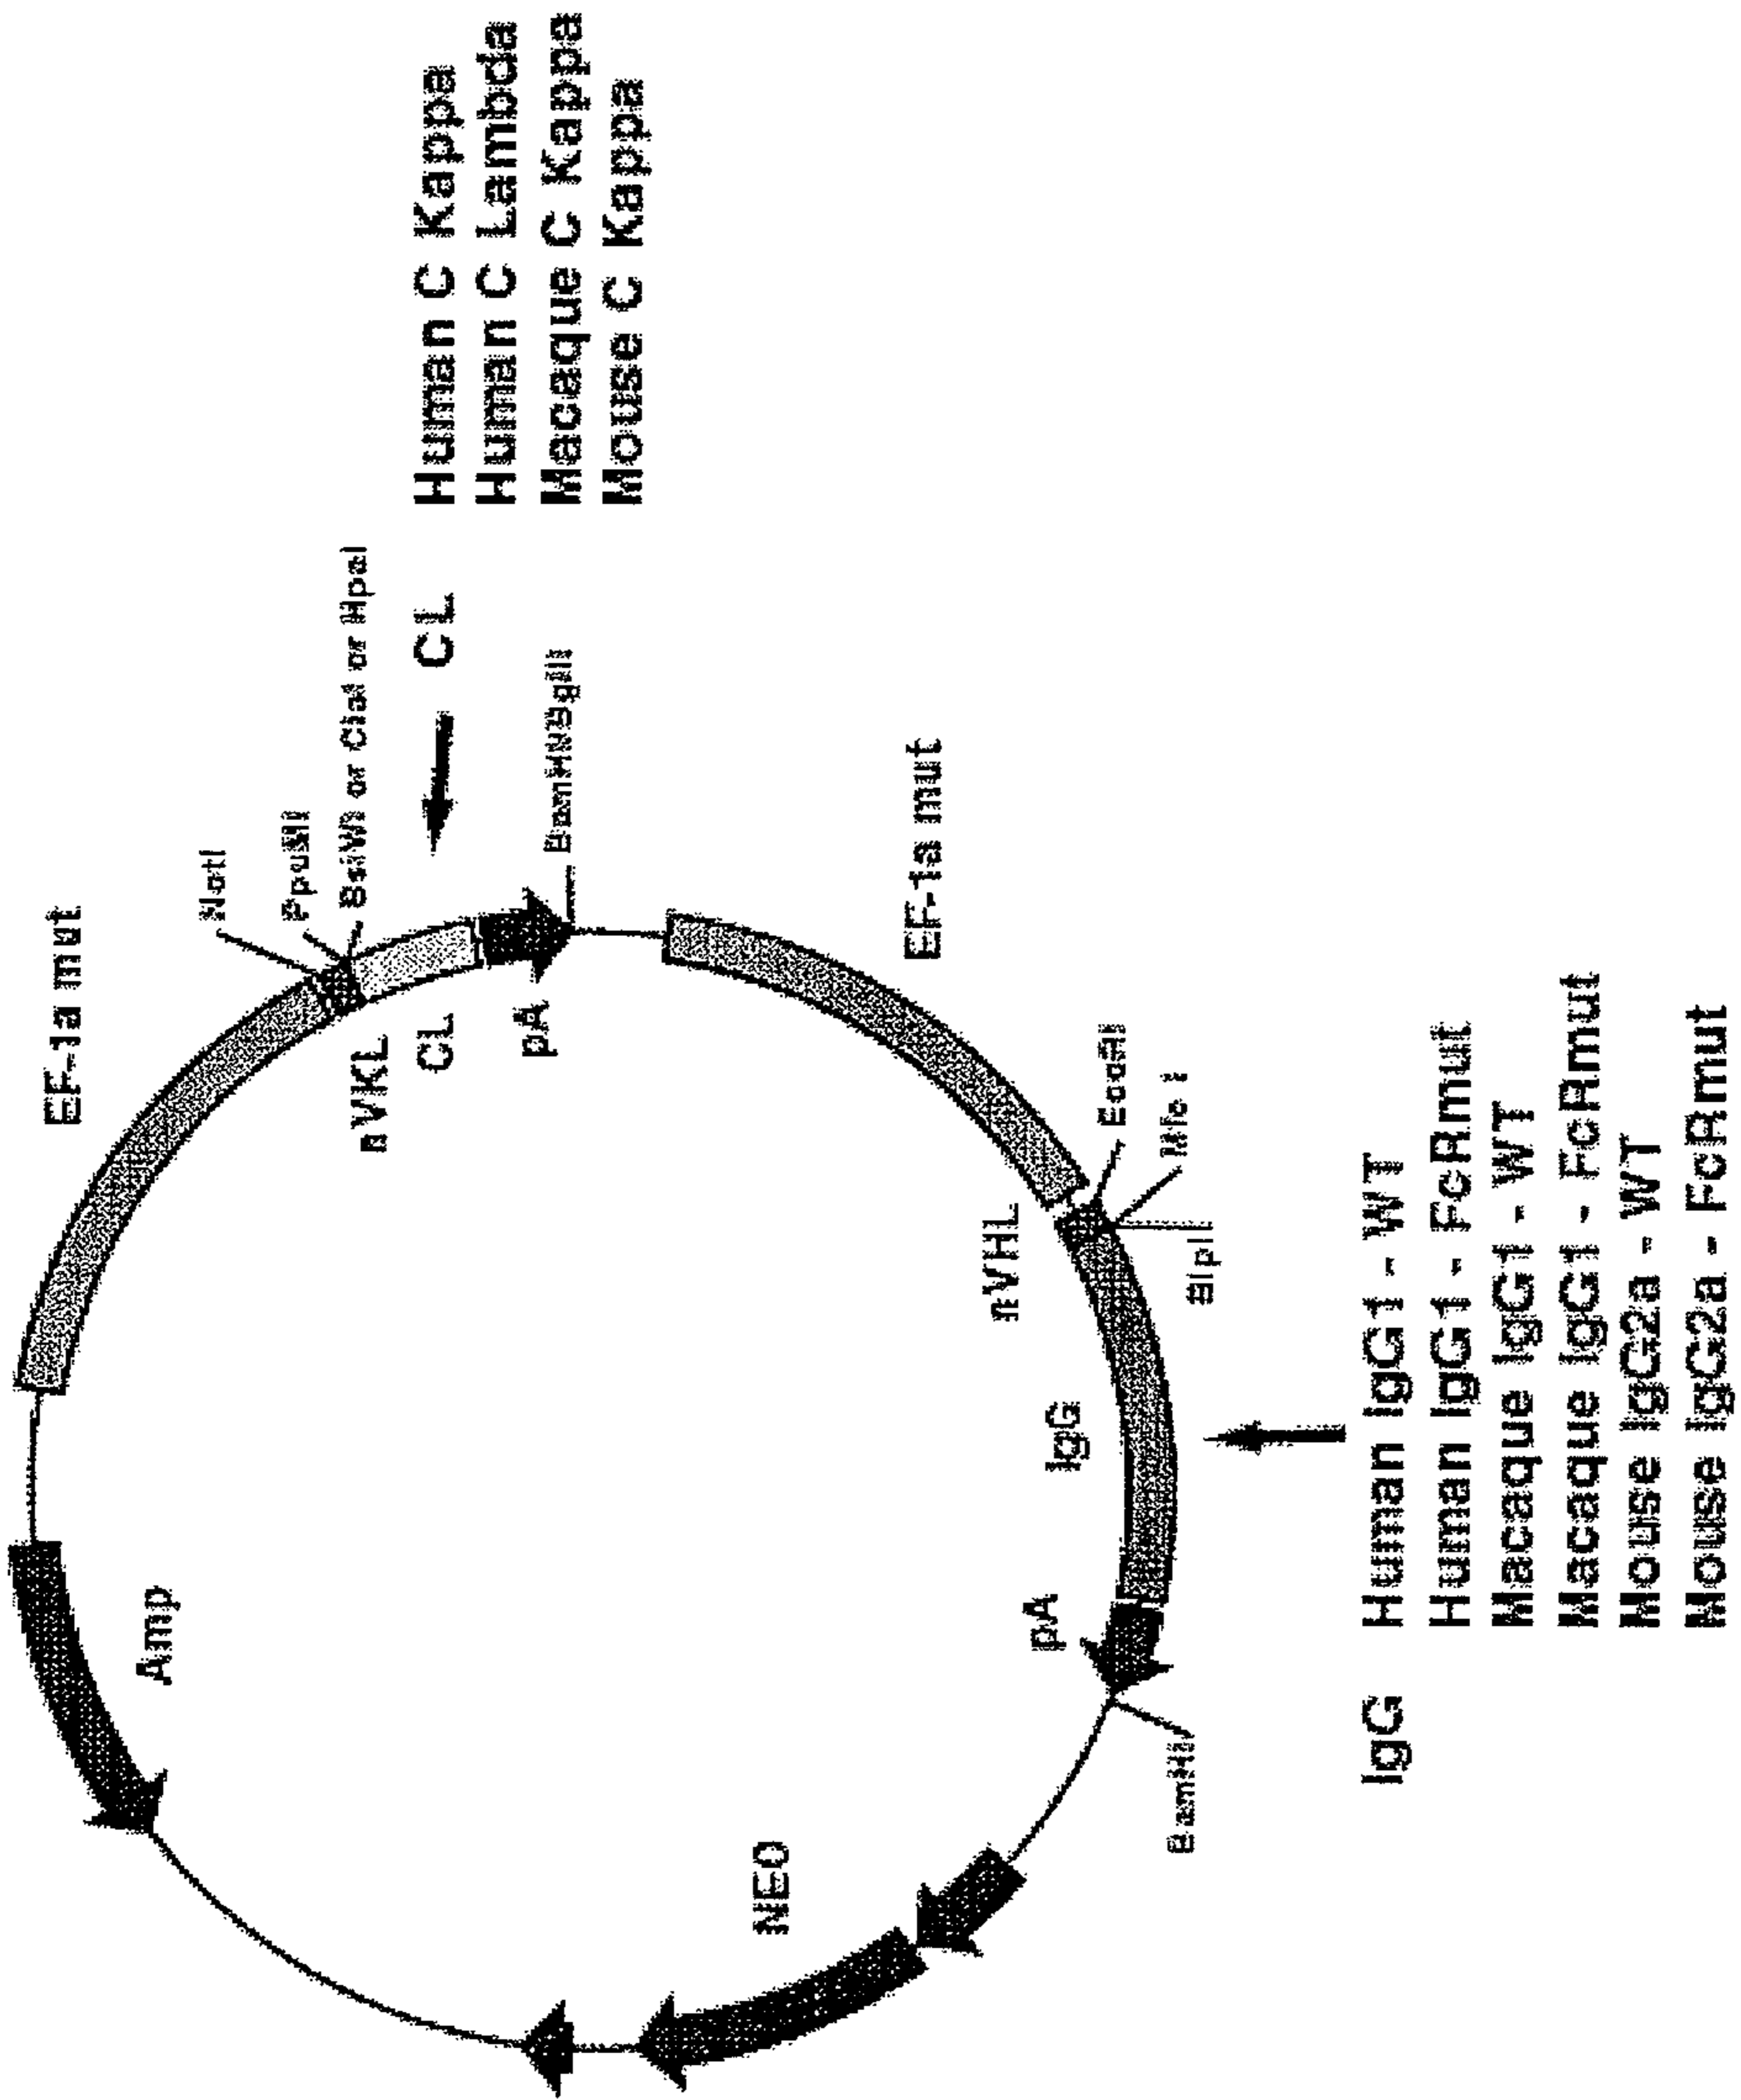 EF-1a mut
NotI
PpuMI
BsiWI or ClaI or HpaI
nVKL
CL
pA
CL
Human C Kappa
Human C Lambda
Macaque C Kappa
Mouse C Kappa
BamHI/BglII
EF-1a mut
nVHL
EcoRI
Mfe I
BlpI
IgG
pA
BamHI
IgG
Human IgG1 - WT
Human IgG1 - FcRmut
Macaque IgG1 - WT
Macaque IgG1 - FcRmut
Mouse IgG2a - WT
Mouse IgG2a - FcRmut
NEO
Amp